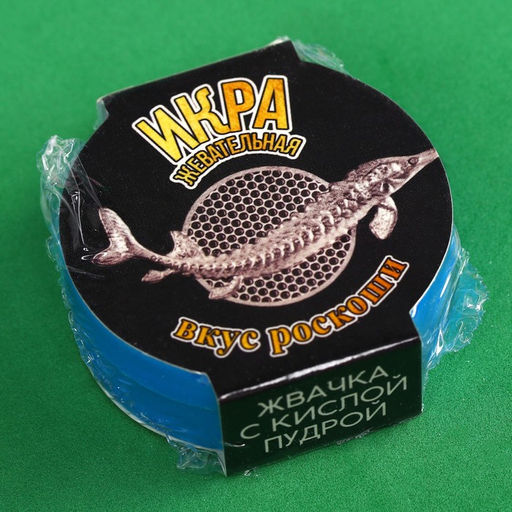 ИКРА
ЖЕВАТЕЛЬНАЯ
вкус роскоши
ЖВАЧКА
С КИСЛОЙ
ПУДРОЙ